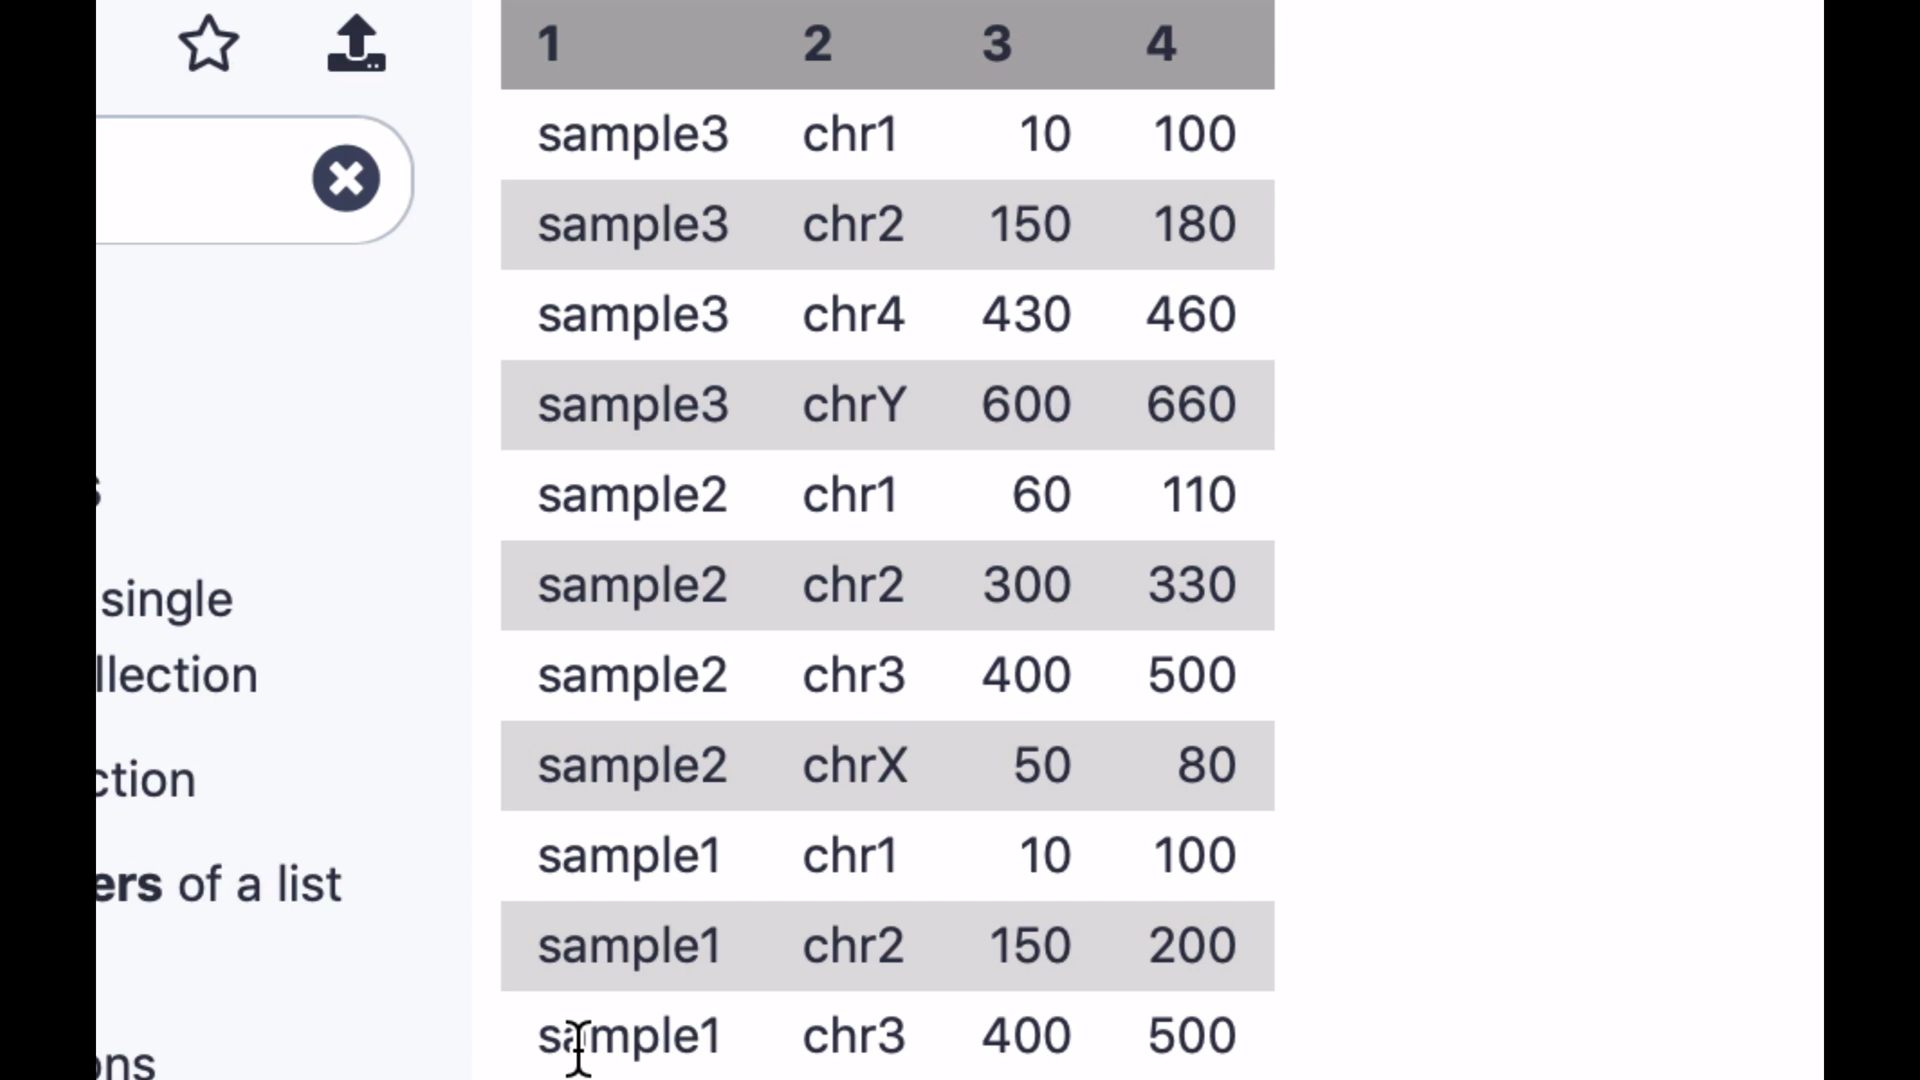 1 2 3 4
sample3 chr1 10 100
sample3 chr2 150 180
sample3 chr4 430 460
sample3 chrY 600 660
sample2 chr1 60 110
sample2 chr2 300 330
sample2 chr3 400 500
sample2 chrX 50 80
sample1 chr1 10 100
sample1 chr2 150 200
sample1 chr3 400 500
single
llection
ction
ers of a list
ons